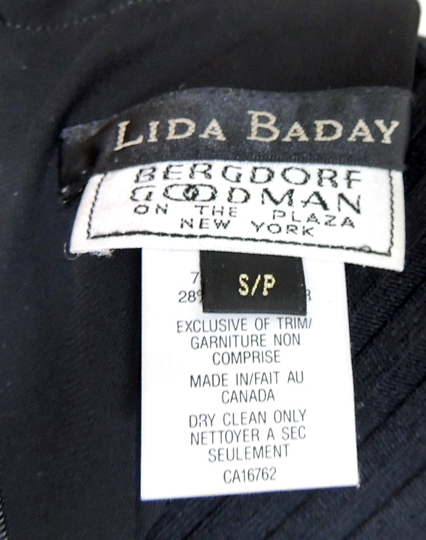 LIDA BADAY
BERGDORF
GOODMAN
ON THE PLAZA
NEW YORK
S/P
EXCLUSIVE OF TRIM/
GARNITURE NON
COMPRISE
MADE IN/FAIT AU
CANADA
DRY CLEAN ONLY
NETTOYER A SEC
SEULEMENT
CA16762